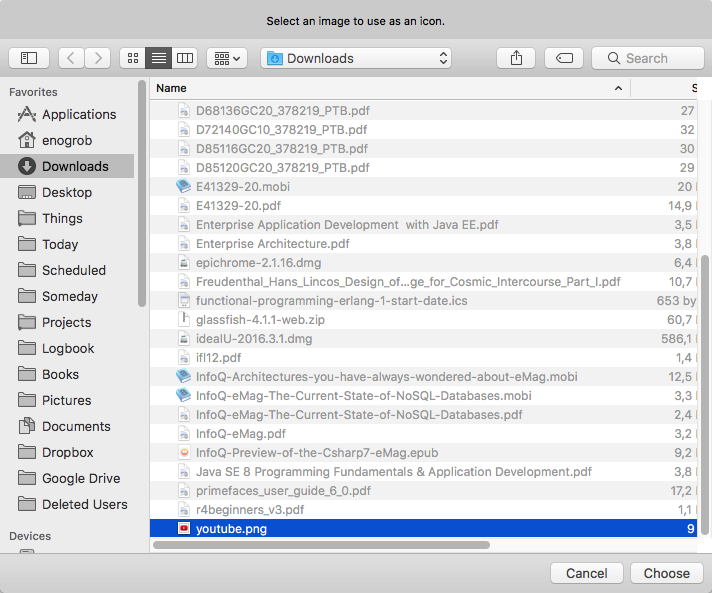 Select an image to use as an icon.
Downloads
Search
Favorites
Applications
enogrob
Downloads
Desktop
Things
Today
Scheduled
Someday
Projects
Logbook
Books
Pictures
Documents
Dropbox
Google Drive
Deleted Users
Devices
Name S
D68136GC20_378219_PTB.pdf 27
D72140GC10_378219_PTB.pdf 32
D85116GC20_378219_PTB.pdf 30
D85120GC20_378219_PTB.pdf 29
E41329-20.mobi 20
E41329-20.pdf 14,9
Enterprise Application Development  with Java EE.pdf 3,5
Enterprise Architecture.pdf 3,8
epichrome-2.1.16.dmg 6,4
Freudenthal_Hans_Lincos_Design_of...ge_for_Cosmic_Intercourse_Part_I.pdf 10,7
functional-programming-erlang-1-start-date.ics 653 by
glassfish-4.1.1-web.zip 60,7
ideaIU-2016.3.1.dmg 586,1
ifl12.pdf 1,4
InfoQ-Architectures-you-have-always-wondered-about-eMag.mobi 12,5
InfoQ-eMag-The-Current-State-of-NoSQL-Databases.mobi 3,3
InfoQ-eMag-The-Current-State-of-NoSQL-Databases.pdf 2,4
InfoQ-eMag.pdf 3,2
InfoQ-Preview-of-the-Csharp7-eMag.epub 9,2
Java SE 8 Programming Fundamentals & Application Development.pdf 3,8
primefaces_user_guide_6_0.pdf 17,2
r4beginners_v3.pdf 1,1
youtube.png 9
Cancel Choose